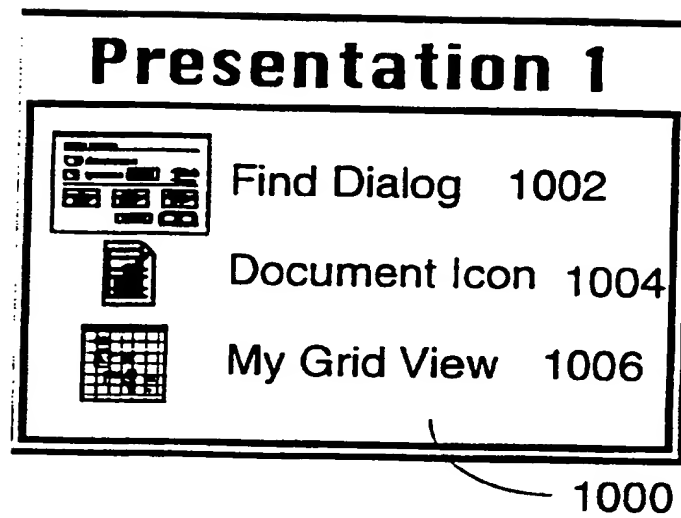 Presentation 1
Find Dialog 1002
Document Icon 1004
My Grid View 1006
1000